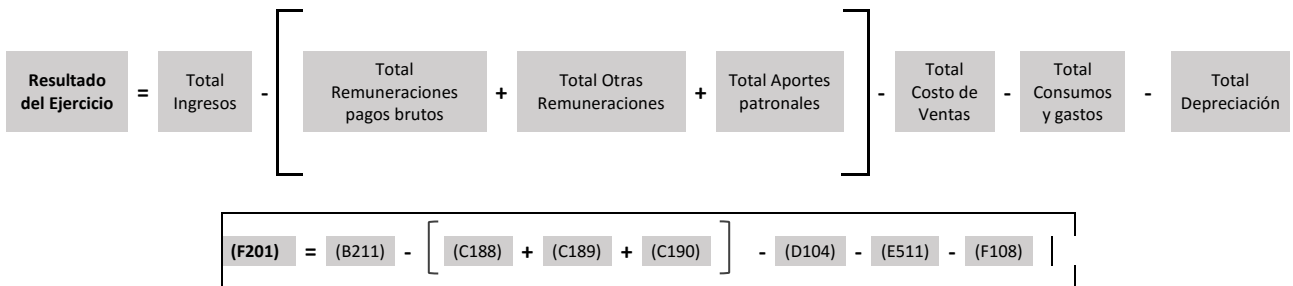 Resultado del Ejercicio = Total Ingresos - [ Total Remuneraciones pagos brutos + Total Otras Remuneraciones + Total Aportes patronales ] - Total Costo de Ventas - Total Consumos y gastos - Total Depreciación
(F201) = (B211) - [ (C188) + (C189) + (C190) ] - (D104) - (E511) - (F108)